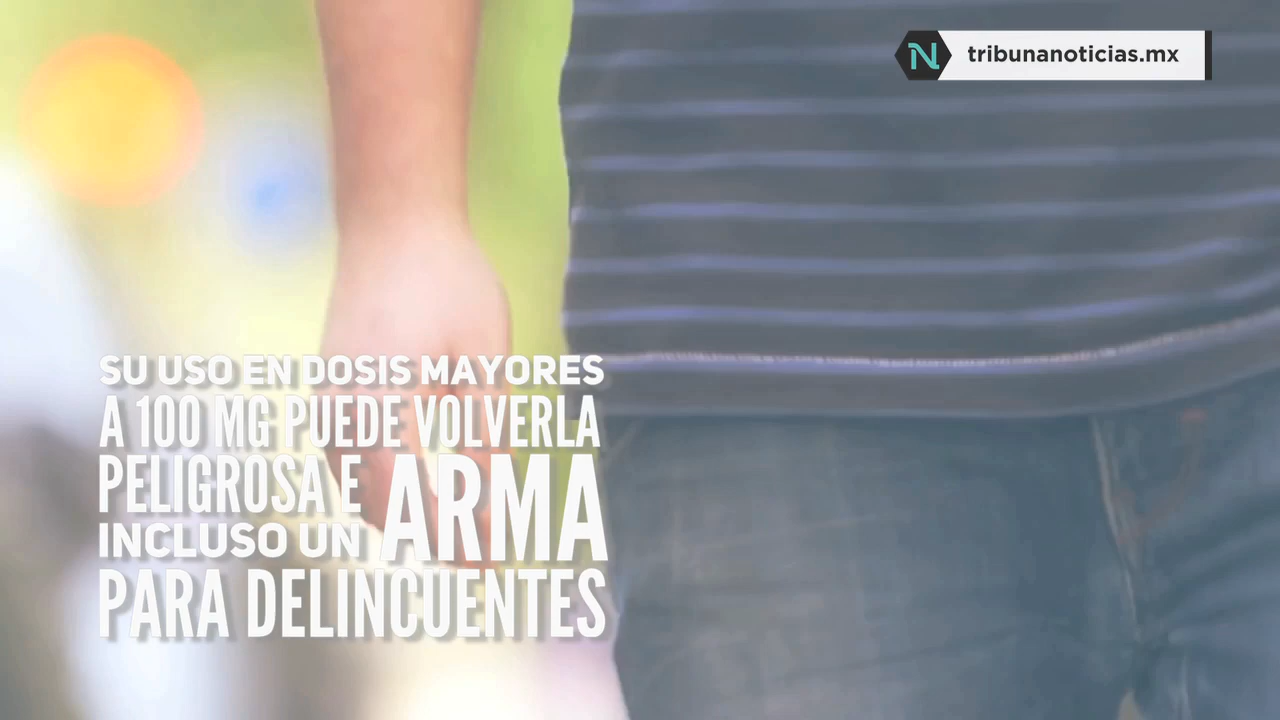 tribunanoticias.mx
SU USO EN DOSIS MAYORES
A 100 MG PUEDE VOLVERLA
PELIGROSA E
INCLUSO UN ARMA
PARA DELINCUENTES